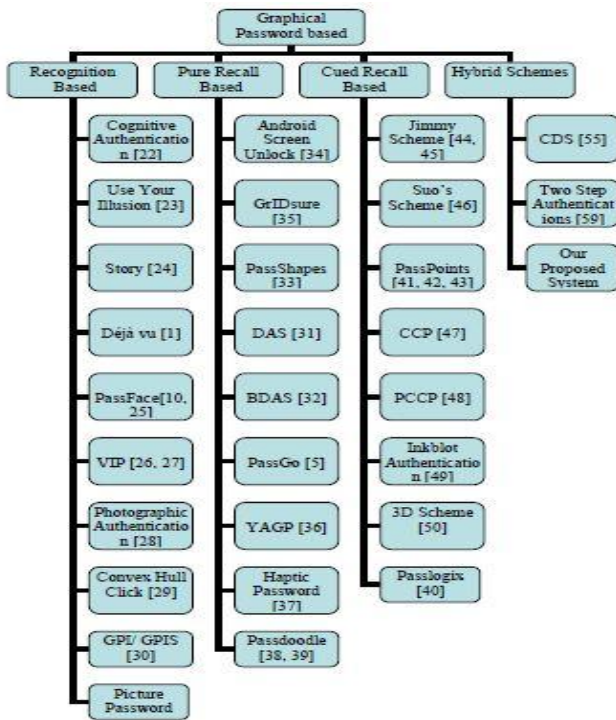 Graphical
Password based
Recognition
Based
Pure Recall
Based
Cued Recall
Based
Hybrid Schemes
Cognitive
Authenticatio
n [22]
Use Your
Illusion [23]
Story [24]
Déjà vu [1]
PassFace[10,
25]
VIP [26, 27]
Photographic
Authenticatio
n [28]
Convex Hull
Click [29]
GPI/ GPIS
[30]
Picture
Password
Android
Screen
Unlock [34]
GrIDsure
[35]
PassShapes
[33]
DAS [31]
BDAS [32]
PassGo [5]
YAGP [36]
Haptic
Password
[37]
Passdoodle
[38, 39]
Jimmy
Scheme [44,
45]
Suo's
Scheme [46]
PassPoints
[41, 42, 43]
CCP [47]
PCCP [48]
Inkblot
Authenticatio
n [49]
3D Scheme
[50]
Passlogix
[40]
CDS [55]
Two Step
Authenticati
ons [59]
Our
Proposed
System